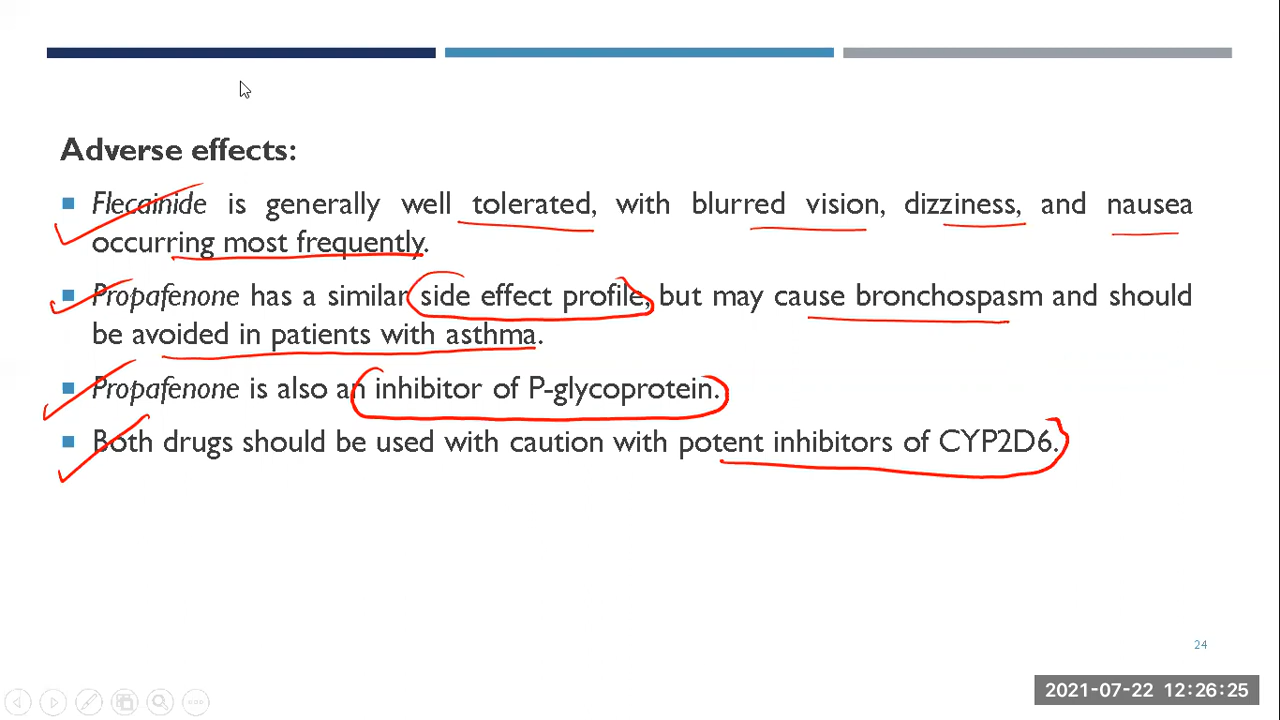 Adverse effects:
Flecainide is generally well tolerated, with blurred vision, dizziness, and nausea
occurring most frequently.
Propafenone has a similar side effect profile, but may cause bronchospasm and should
be avoided in patients with asthma.
Propafenone is also an inhibitor of P-glycoprotein.
Both drugs should be used with caution with potent inhibitors of CYP2D6.
24
2021-07-22 12:26:25